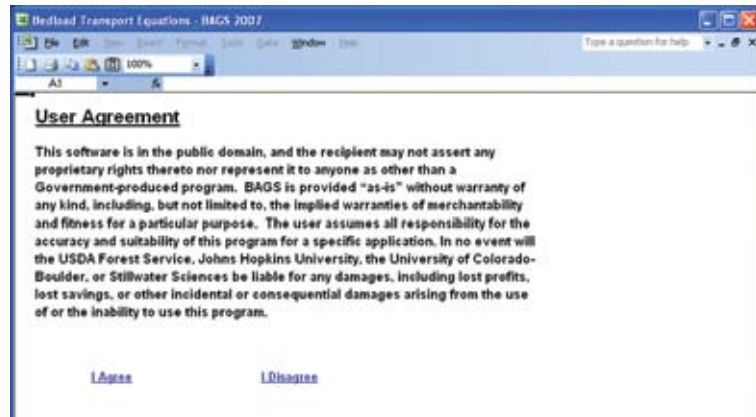 Bedload Transport Equations - BAGS 2007
File Edit View Insert Format Tools Data Window Help
Type a question for help
100%
A1 fx
User Agreement
This software is in the public domain, and the recipient may not assert any
proprietary rights thereto nor represent it to anyone as other than a
Government-produced program. BAGS is provided “as-is” without warranty of
any kind, including, but not limited to, the implied warranties of merchantability
and fitness for a particular purpose. The user assumes all responsibility for the
accuracy and suitability of this program for a specific application. In no event will
the USDA Forest Service, Johns Hopkins University, the University of Colorado-
Boulder, or Stillwater Sciences be liable for any damages, including lost profits,
lost savings, or other incidental or consequential damages arising from the use
of or the inability to use this program.
I Agree
I Disagree